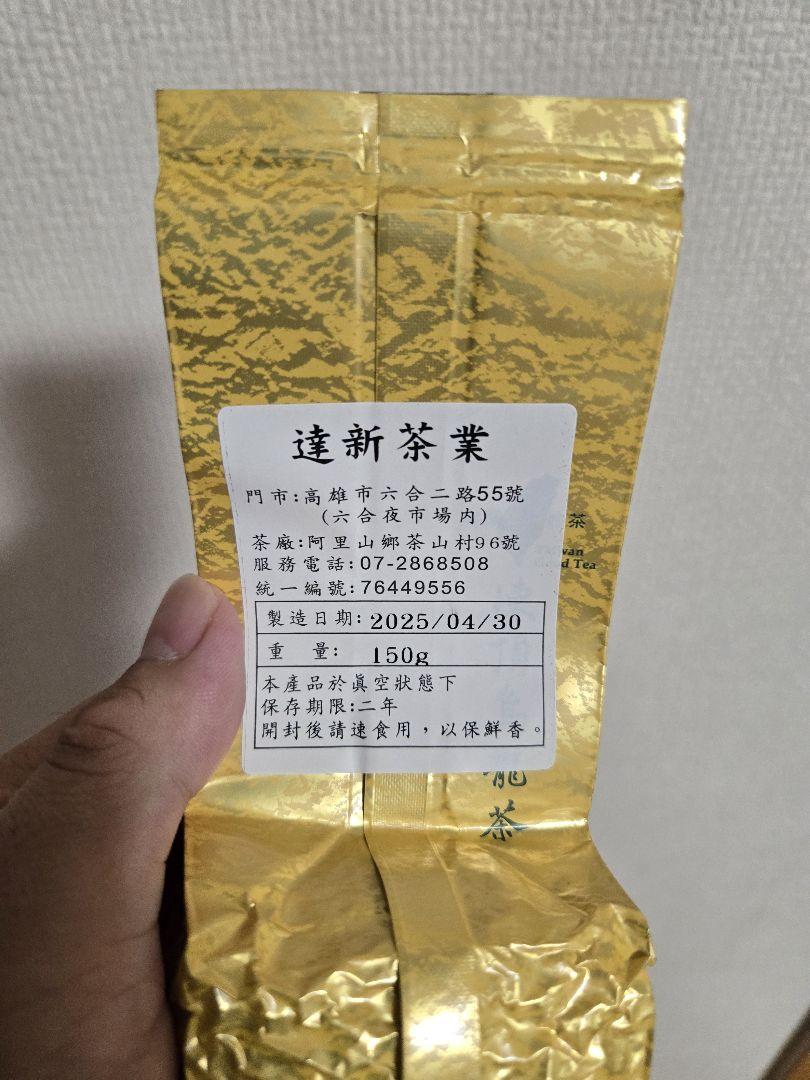 達新茶業
門市:高雄市六合二路55號
(六合夜市場內)
茶廠:阿里山鄉茶山村96號
服務電話:07-2868508
統一編號:76449556
製造日期: 2025/04/30
重 量: 150g
本產品於眞空狀態下
保存期限:二年
開封後請速食用，以保鮮香。
茶
Tea
龍茶